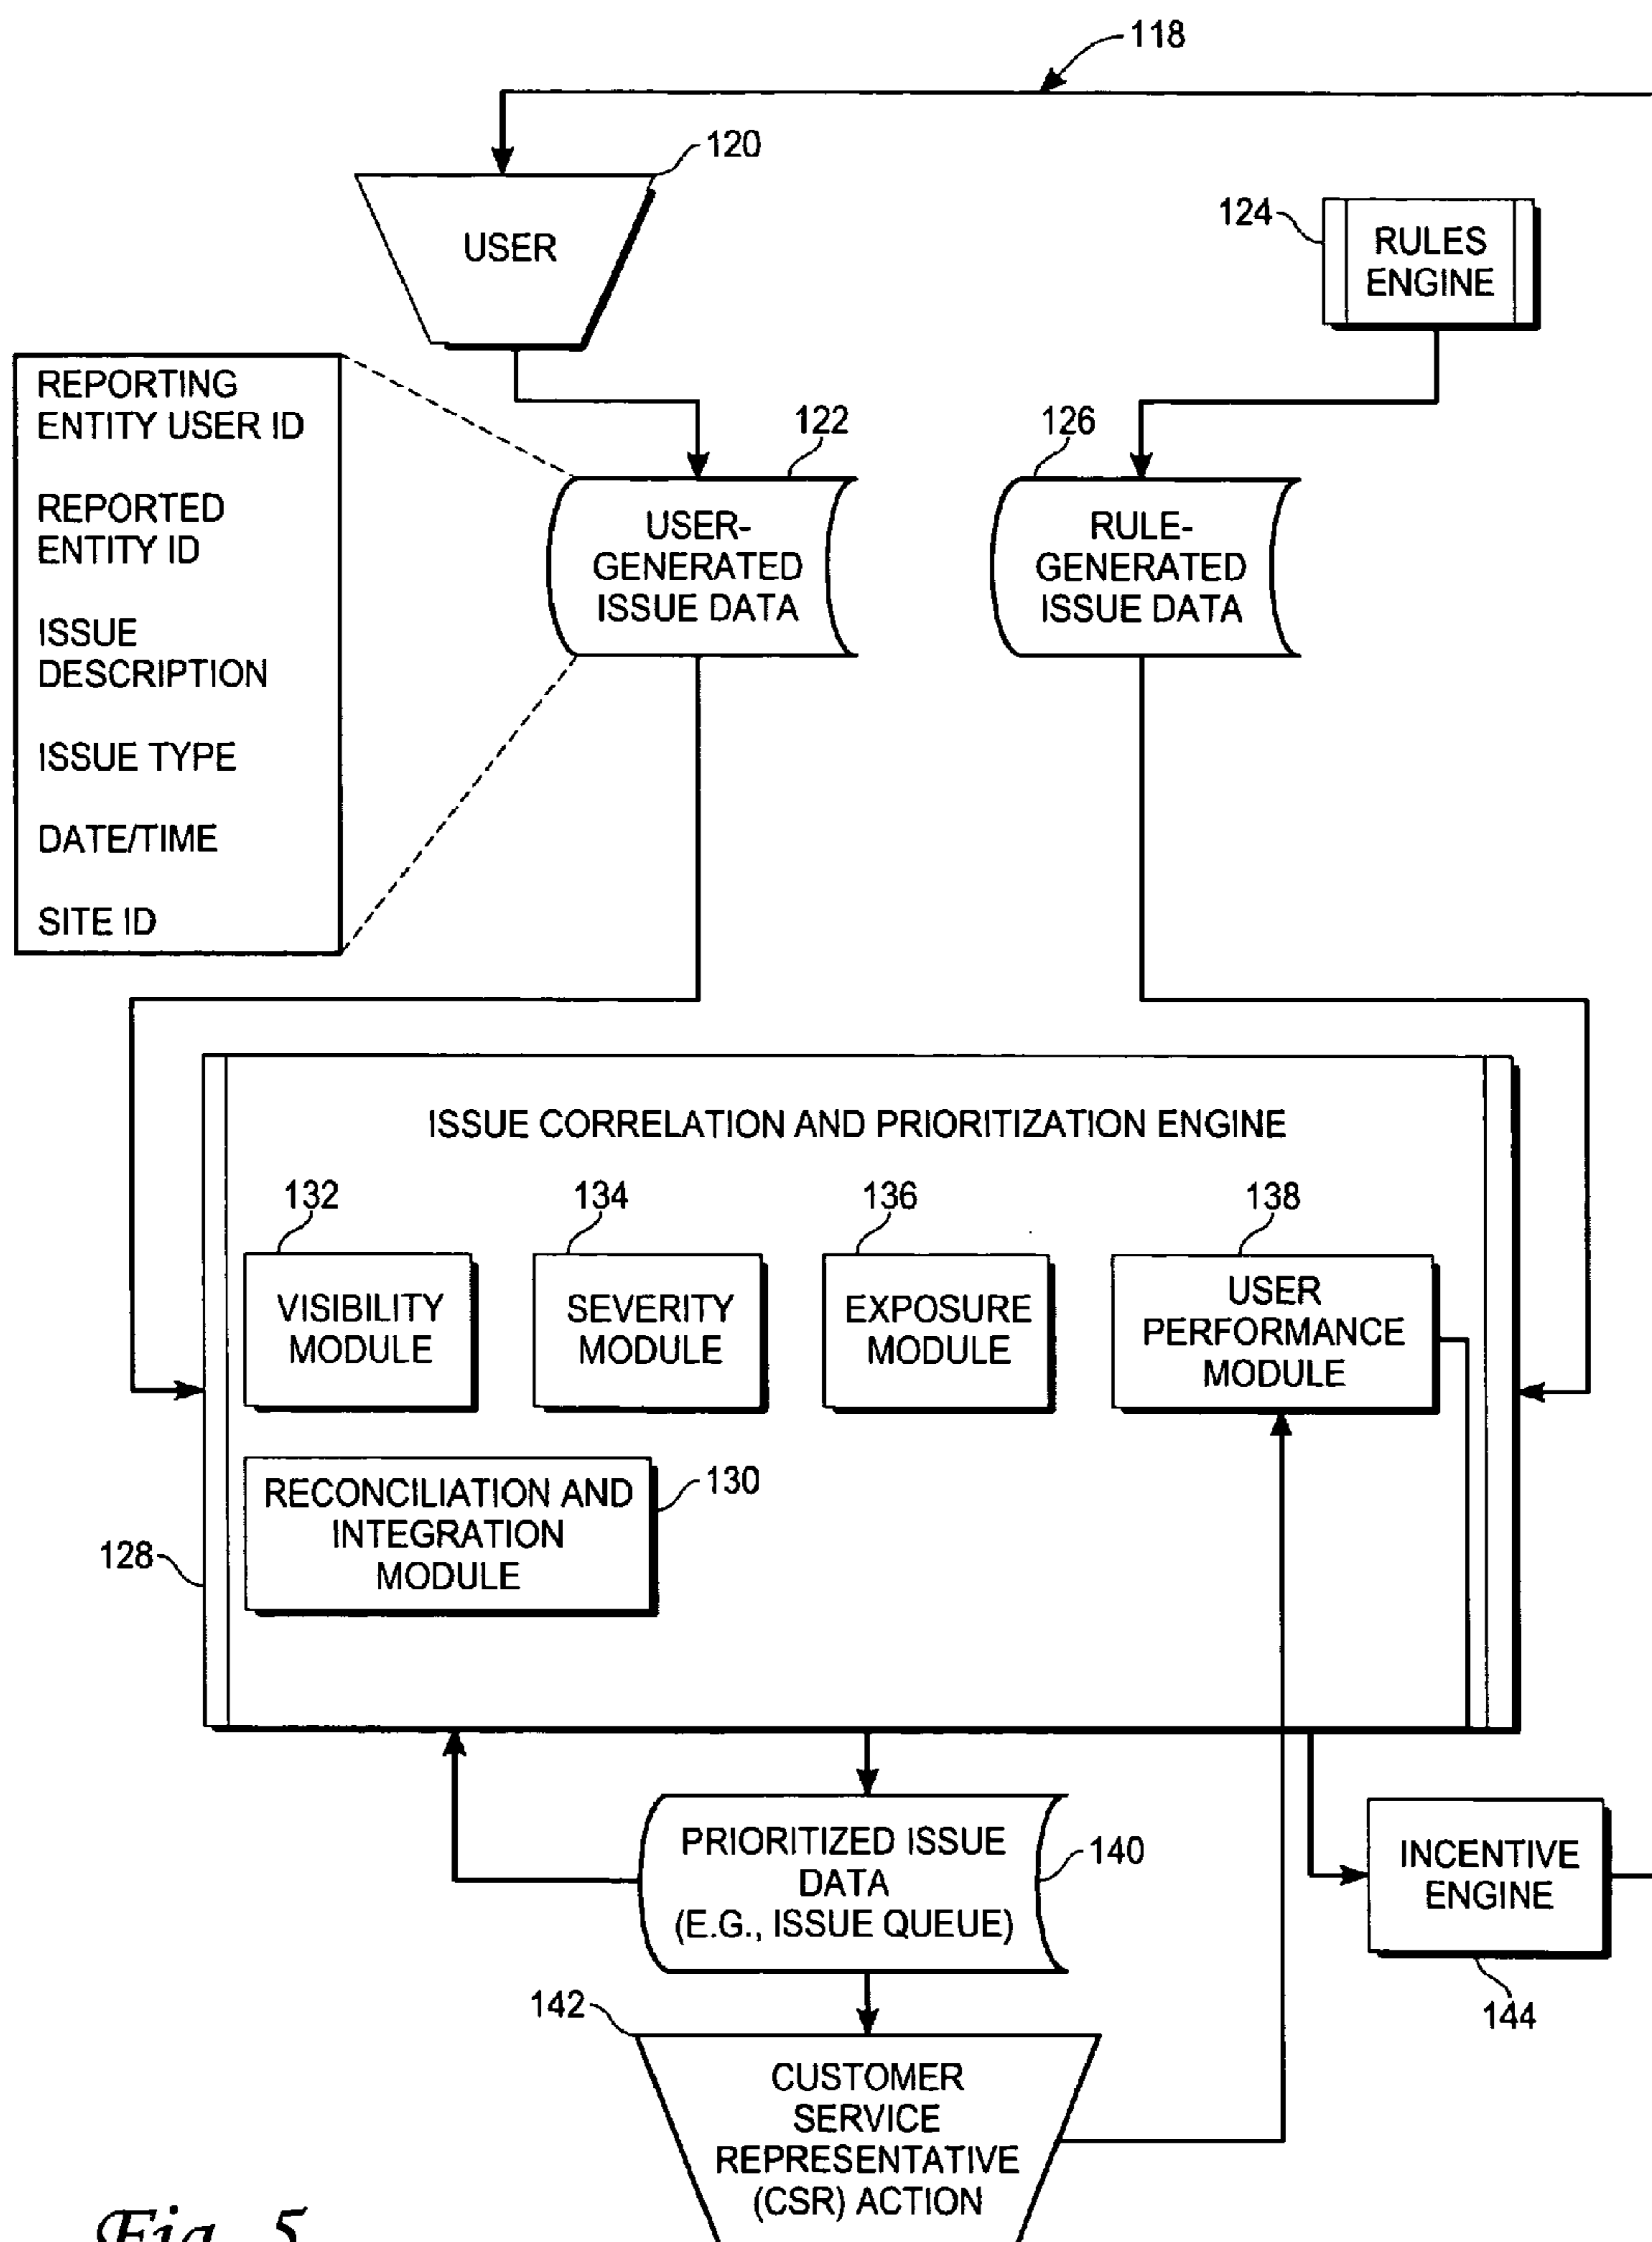 118
120
USER
124
RULES
ENGINE
REPORTING
ENTITY USER ID
REPORTED
ENTITY ID
ISSUE
DESCRIPTION
ISSUE TYPE
DATE/TIME
SITE ID
122
USER-
GENERATED
ISSUE DATA
126
RULE-
GENERATED
ISSUE DATA
ISSUE CORRELATION AND PRIORITIZATION ENGINE
132
VISIBILITY
MODULE
134
SEVERITY
MODULE
136
EXPOSURE
MODULE
138
USER
PERFORMANCE
MODULE
RECONCILIATION AND
INTEGRATION
MODULE
130
128
PRIORITIZED ISSUE
DATA
(E.G., ISSUE QUEUE)
140
INCENTIVE
ENGINE
144
142
CUSTOMER
SERVICE
REPRESENTATIVE
(CSR) ACTION
Fig. 5